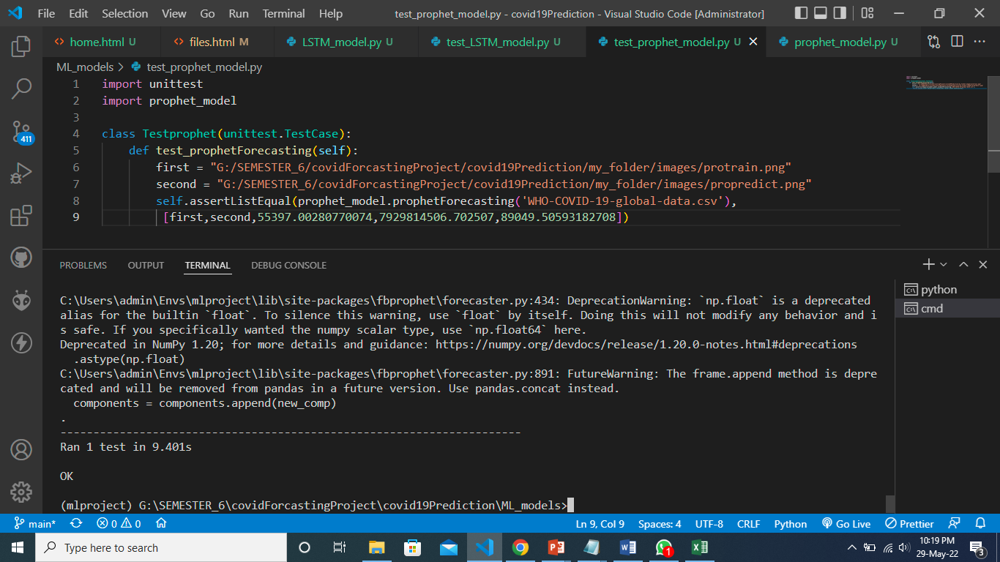 File Edit Selection View Go Run Terminal Help test_prophet_model.py - covid19Prediction - Visual Studio Code [Administrator]
home.html U files.html M LSTM_model.py U test_LSTM_model.py U test_prophet_model.py U prophet_model.py U
ML_models > test_prophet_model.py
1 import unittest
2 import prophet_model
3
4 class Testprophet(unittest.TestCase):
5 def test_prophetForecasting(self):
6 first = "G:/SEMESTER_6/covidForcastingProject/covid19Prediction/my_folder/images/protrain.png"
7 second = "G:/SEMESTER_6/covidForcastingProject/covid19Prediction/my_folder/images/propredict.png"
8 self.assertListEqual(prophet_model.prophetForecasting('WHO-COVID-19-global-data.csv'),
9 [first,second,55397.00280770074,7929814506.702507,89049.50593182708])
411
PROBLEMS OUTPUT TERMINAL DEBUG CONSOLE
python
cmd
C:\Users\admin\Envs\mlproject\lib\site-packages\fbprophet\forecaster.py:434: DeprecationWarning: `np.float` is a deprecated
alias for the builtin `float`. To silence this warning, use `float` by itself. Doing this will not modify any behavior and i
s safe. If you specifically wanted the numpy scalar type, use `np.float64` here.
Deprecated in NumPy 1.20; for more details and guidance: https://numpy.org/devdocs/release/1.20.0-notes.html#deprecations
.astype(np.float)
C:\Users\admin\Envs\mlproject\lib\site-packages\fbprophet\forecaster.py:891: FutureWarning: The frame.append method is depre
cated and will be removed from pandas in a future version. Use pandas.concat instead.
components = components.append(new_comp)
.
----------------------------------------------------------------------
Ran 1 test in 9.401s
OK
(mlproject) G:\SEMESTER_6\covidForcastingProject\covid19Prediction\ML_models>
main* 0 0 Ln 9, Col 9 Spaces: 4 UTF-8 CRLF Python Go Live Prettier
Type here to search
1
10:19 PM
29-May-22
3